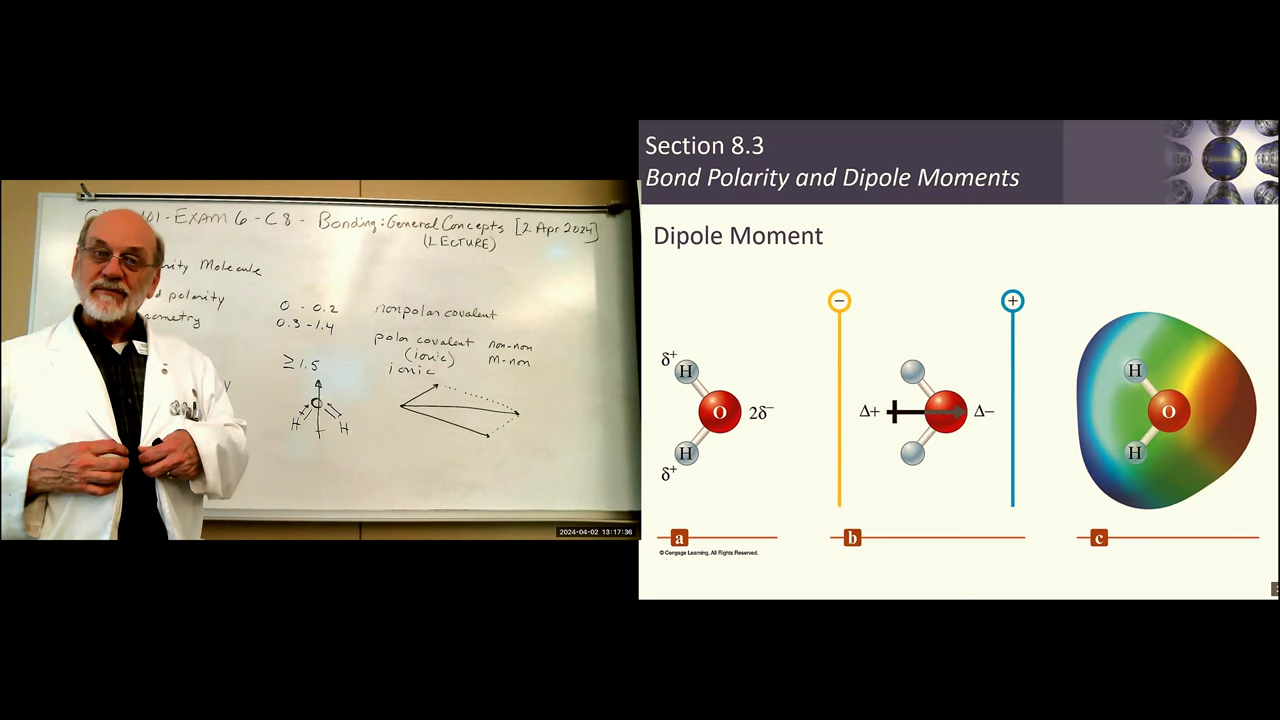 01-EXAM 6-C8- Bonding: General Concepts [2 Apr 2024]
(LECTURE)
Molecule
polarity
0-0.2 nonpolar covalent
0.3-1.4
polar covalent non-non
(ionic) M-non
≥1.5 ionic
O
H H
2024-04-02 13:17:36
Section 8.3
Bond Polarity and Dipole Moments
Dipole Moment
− +
δ+ H H
O 2δ− Δ+ Δ− O
H H
δ+
a b c
© Cengage Learning. All Rights Reserved.